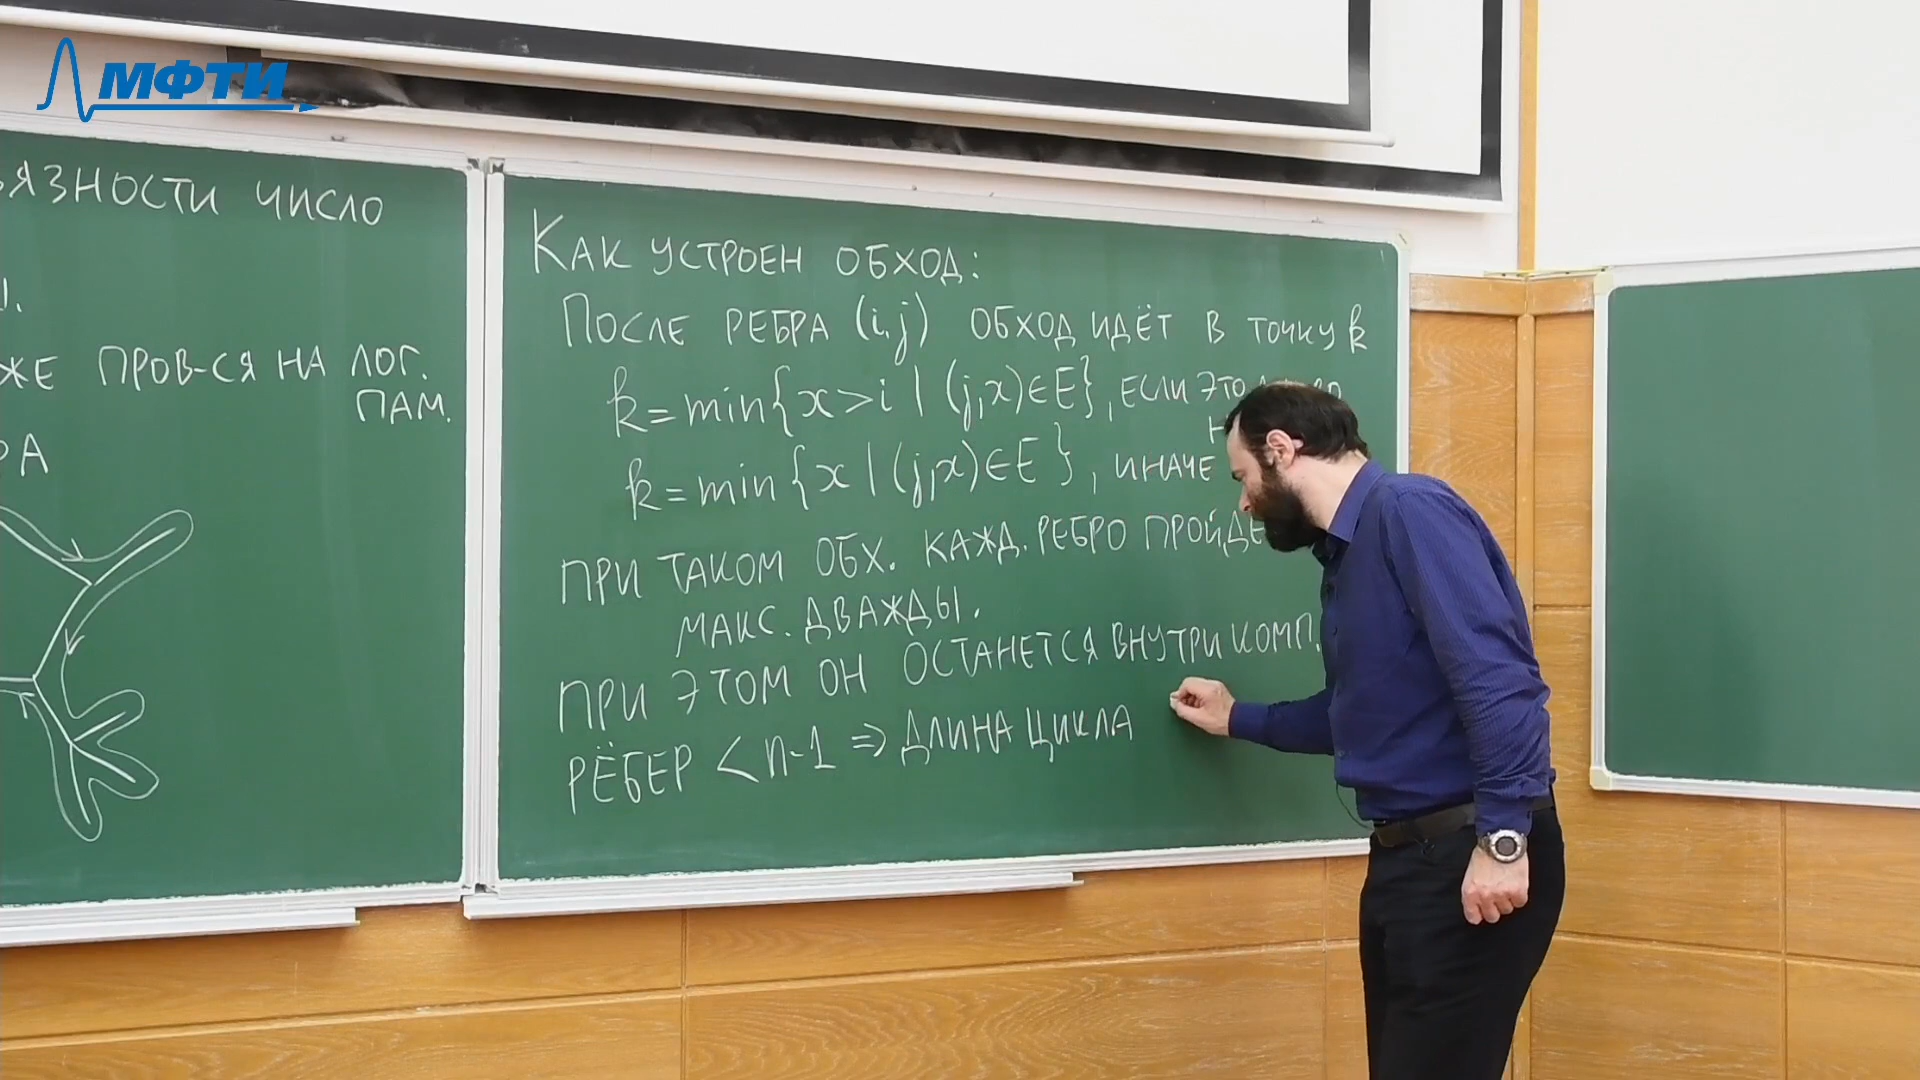 МФТИ
ЯЗНОСТИ ЧИСЛО
ЖЕ ПРОВ-СЯ НА ЛОГ.
ПАМ.
КАК УСТРОЕН ОБХОД:
ПОСЛЕ РЕБРА (i,j) ОБХОД ИДЁТ В ТОЧКУ k
k = min{x>i | (j,x)∈E}, ЕСЛИ ЭТО
k = min{x | (j,x)∈E}, ИНАЧЕ
ПРИ ТАКОМ ОБХ. КАЖД. РЕБРО ПРОЙДЕ
МАКС. ДВАЖДЫ.
ПРИ ЭТОМ ОН ОСТАНЕТСЯ ВНУТРИ КОМП.
РЁБЕР < n-1 ⇒ ДЛИНА ЦИКЛА